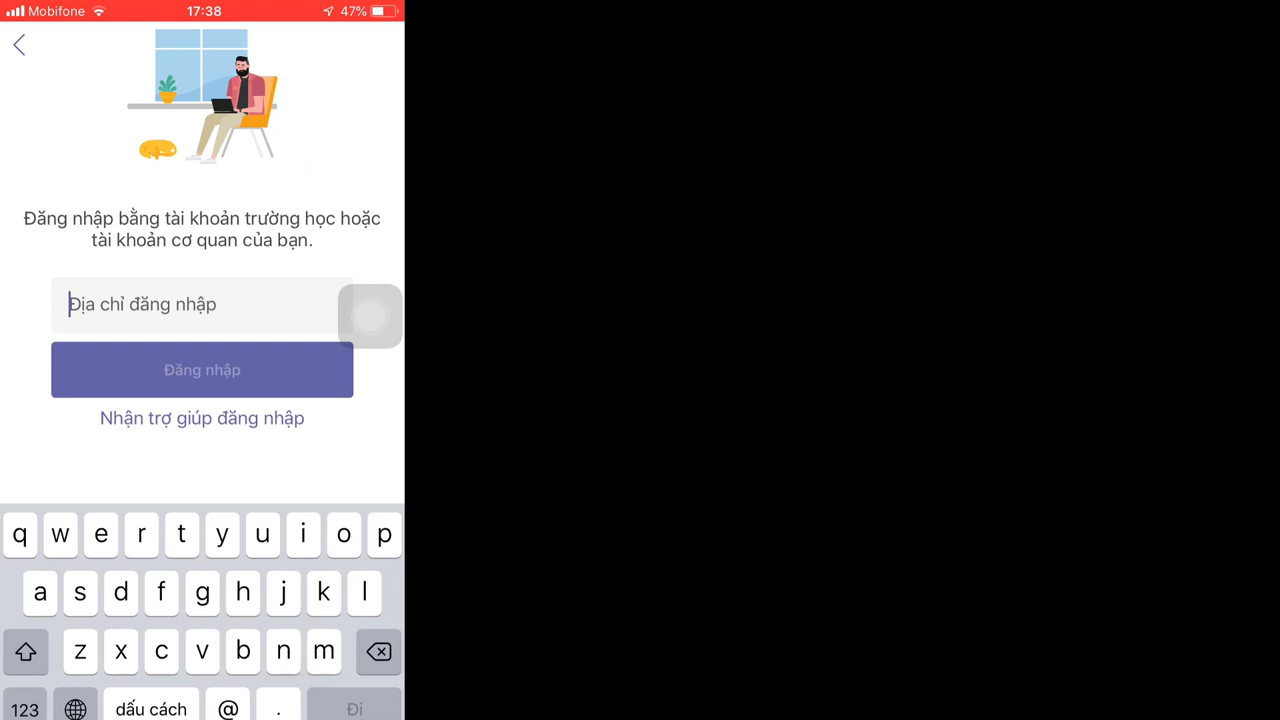 Mobifone 17:38 47%
Đăng nhập bằng tài khoản trường học hoặc
tài khoản cơ quan của bạn.
Địa chỉ đăng nhập
Đăng nhập
Nhận trợ giúp đăng nhập
q w e r t y u i o p
a s d f g h j k l
z x c v b n m
123 dấu cách @ . Đi